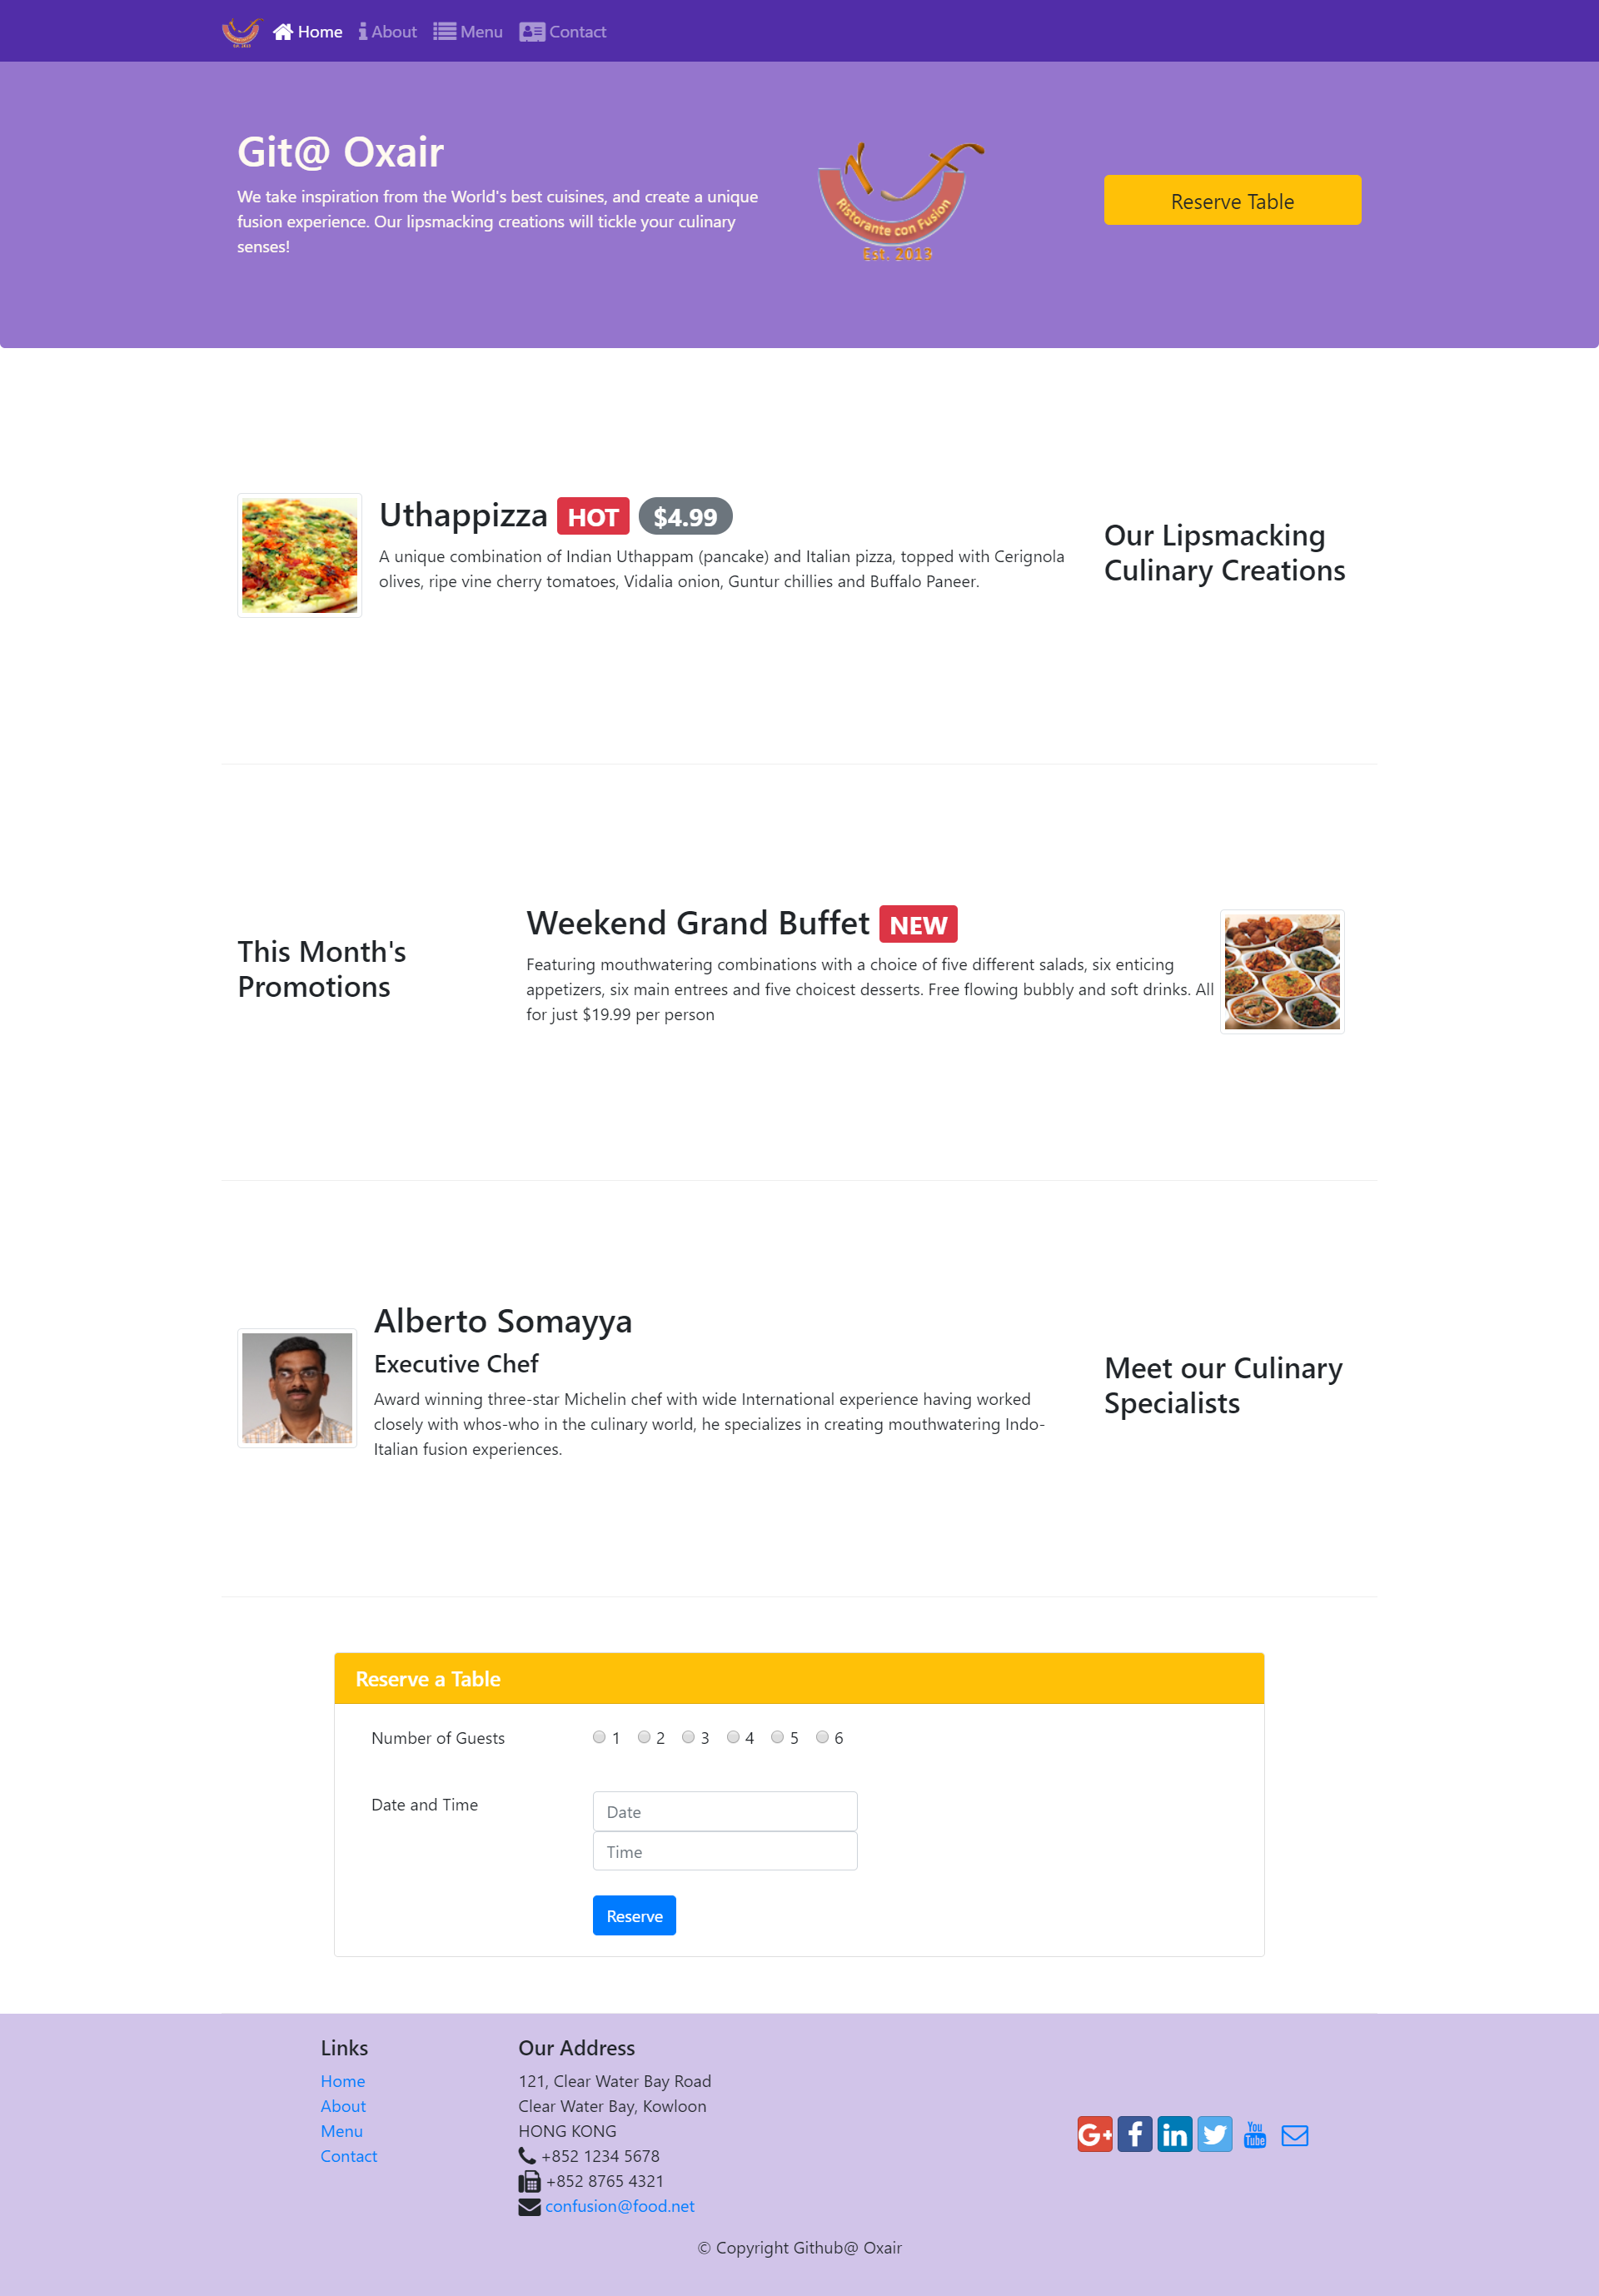 Home
About
Menu
Contact
Git@ Oxair
We take inspiration from the World's best cuisines, and create a unique
fusion experience. Our lipsmacking creations will tickle your culinary
senses!
Ristorante con Fusion
Est. 2013
Reserve Table
Uthappizza HOT $4.99
A unique combination of Indian Uthappam (pancake) and Italian pizza, topped with Cerignola
olives, ripe vine cherry tomatoes, Vidalia onion, Guntur chillies and Buffalo Paneer.
Our Lipsmacking
Culinary Creations
This Month's
Promotions
Weekend Grand Buffet NEW
Featuring mouthwatering combinations with a choice of five different salads, six enticing
appetizers, six main entrees and five choicest desserts. Free flowing bubbly and soft drinks. All
for just $19.99 per person
Alberto Somayya
Executive Chef
Award winning three-star Michelin chef with wide International experience having worked
closely with whos-who in the culinary world, he specializes in creating mouthwatering Indo-
Italian fusion experiences.
Meet our Culinary
Specialists
Reserve a Table
Number of Guests
1 2 3 4 5 6
Date and Time
Date
Time
Reserve
Links
Home
About
Menu
Contact
Our Address
121, Clear Water Bay Road
Clear Water Bay, Kowloon
HONG KONG
+852 1234 5678
+852 8765 4321
confusion@food.net
G+ f in You Tube
© Copyright Github@ Oxair